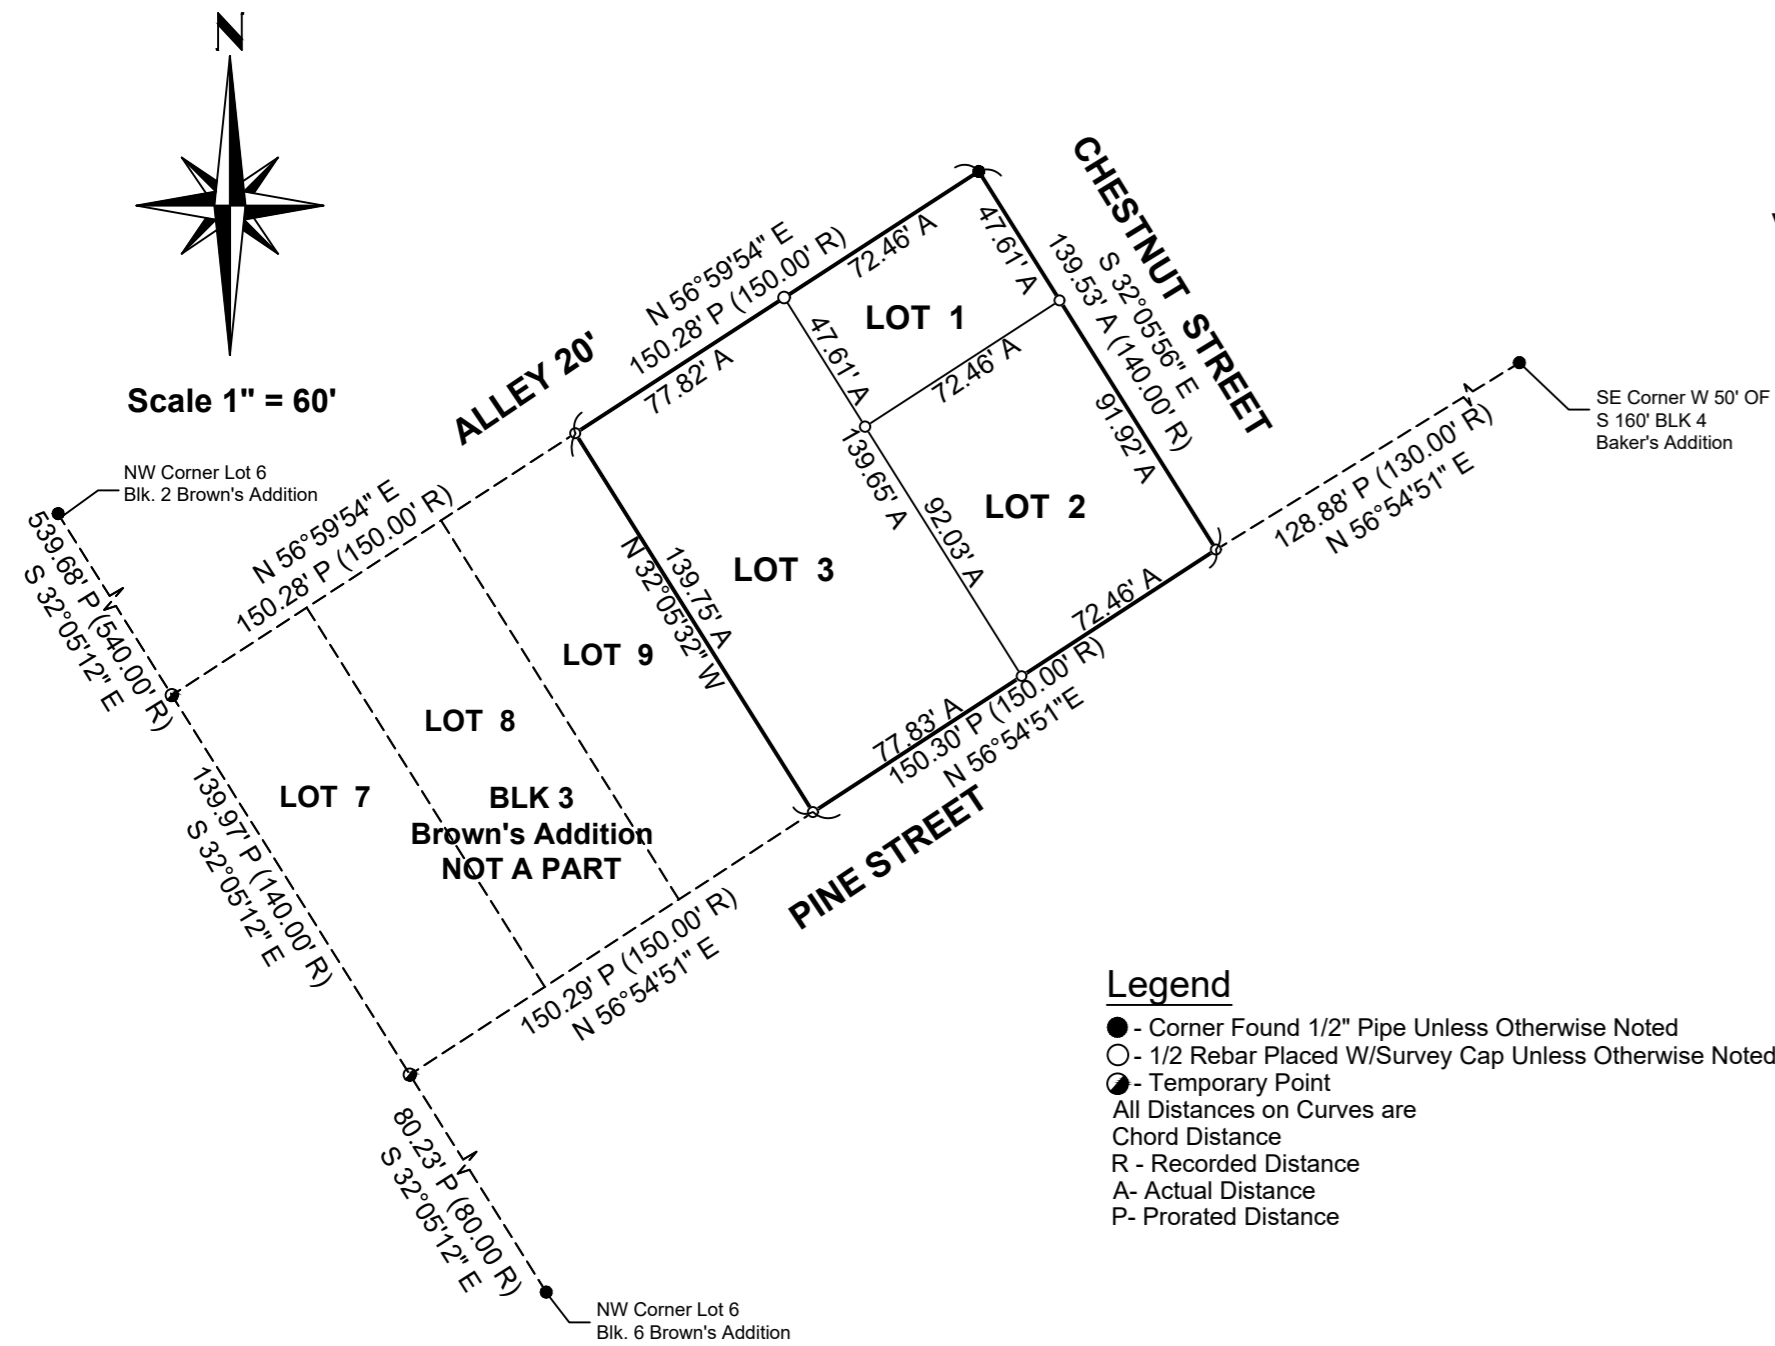 N
Scale 1" = 60'
NW Corner Lot 6
Blk. 2 Brown's Addition
539.68' P (540.00' R)
S 32°05'12" E
N 56°59'54" E
150.28' P (150.00' R)
ALLEY 20'
N 56°59'54" E
150.28' P (150.00' R)
77.82' A
72.46' A
47.61' A
CHESTNUT STREET
S 32°05'56" E
139.53' A (140.00' R)
LOT 1
47.61' A
72.46' A
91.92' A
139.65' A
92.03' A
LOT 2
LOT 3
SE Corner W 50' OF
S 160' BLK 4
Baker's Addition
128.88' P (130.00' R)
N 56°54'51" E
139.75' A
N 32°05'32" W
72.46' A
77.83' A
150.30' P (150.00' R)
N 56°54'51"E
PINE STREET
LOT 9
LOT 8
LOT 7
BLK 3
Brown's Addition
NOT A PART
139.97' P (140.00' R)
S 32°05'12" E
150.29' P (150.00' R)
N 56°54'51" E
80.23' P (80.00 R)
S 32°05'12" E
NW Corner Lot 6
Blk. 6 Brown's Addition
Legend
- Corner Found 1/2" Pipe Unless Otherwise Noted
- 1/2 Rebar Placed W/Survey Cap Unless Otherwise Noted
- Temporary Point
All Distances on Curves are
Chord Distance
R - Recorded Distance
A- Actual Distance
P- Prorated Distance